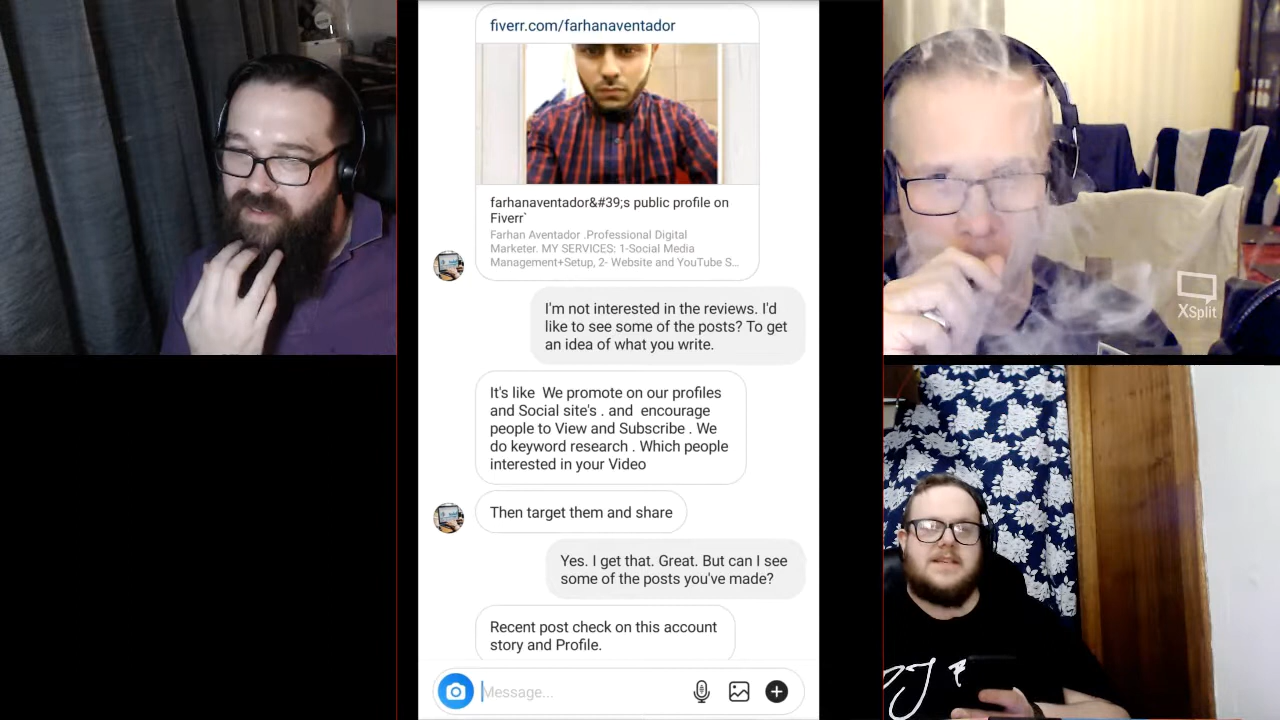 fiverr.com/farhanaventador
farhanaventador&#39;s public profile on
Fiverr`
Farhan Aventador .Professional Digital
Marketer. MY SERVICES: 1-Social Media
Management+Setup, 2- Website and YouTube S...
I'm not interested in the reviews. I'd
like to see some of the posts? To get
an idea of what you write.
It's like  We promote on our profiles
and Social site's . and  encourage
people to View and Subscribe . We
do keyword research . Which people
interested in your Video
Then target them and share
Yes. I get that. Great. But can I see
some of the posts you've made?
Recent post check on this account
story and Profile.
Message...
XSplit